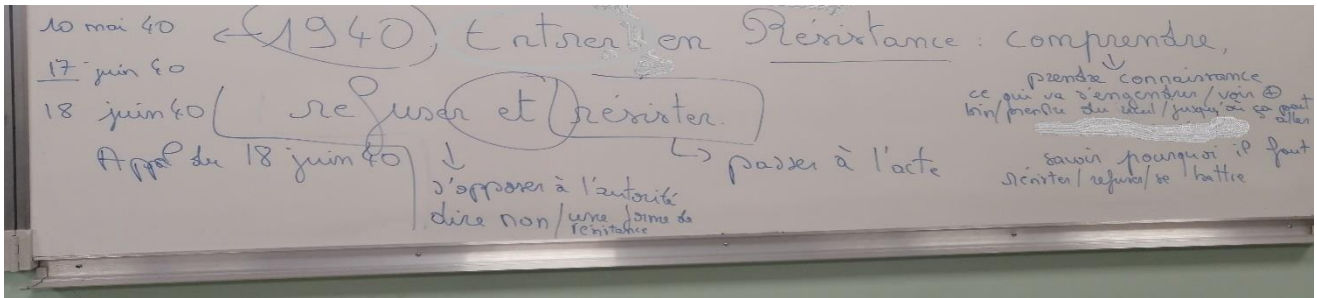 10 mai 40
17 juin 40
18 juin 40
Appel du 18 juin 40
← 1940, Entrer en Résistance : comprendre,
refuser et résister.
↓
s'opposer à l'autorité
dire non / une forme de
résistance
↳ passer à l'acte
↓
prendre connaissance
ce qui va s'engendrer / voir ⊕
loin / prendre du recul / jusqu'où ça peut
aller
savoir pourquoi il faut
résister / refuser / se battre